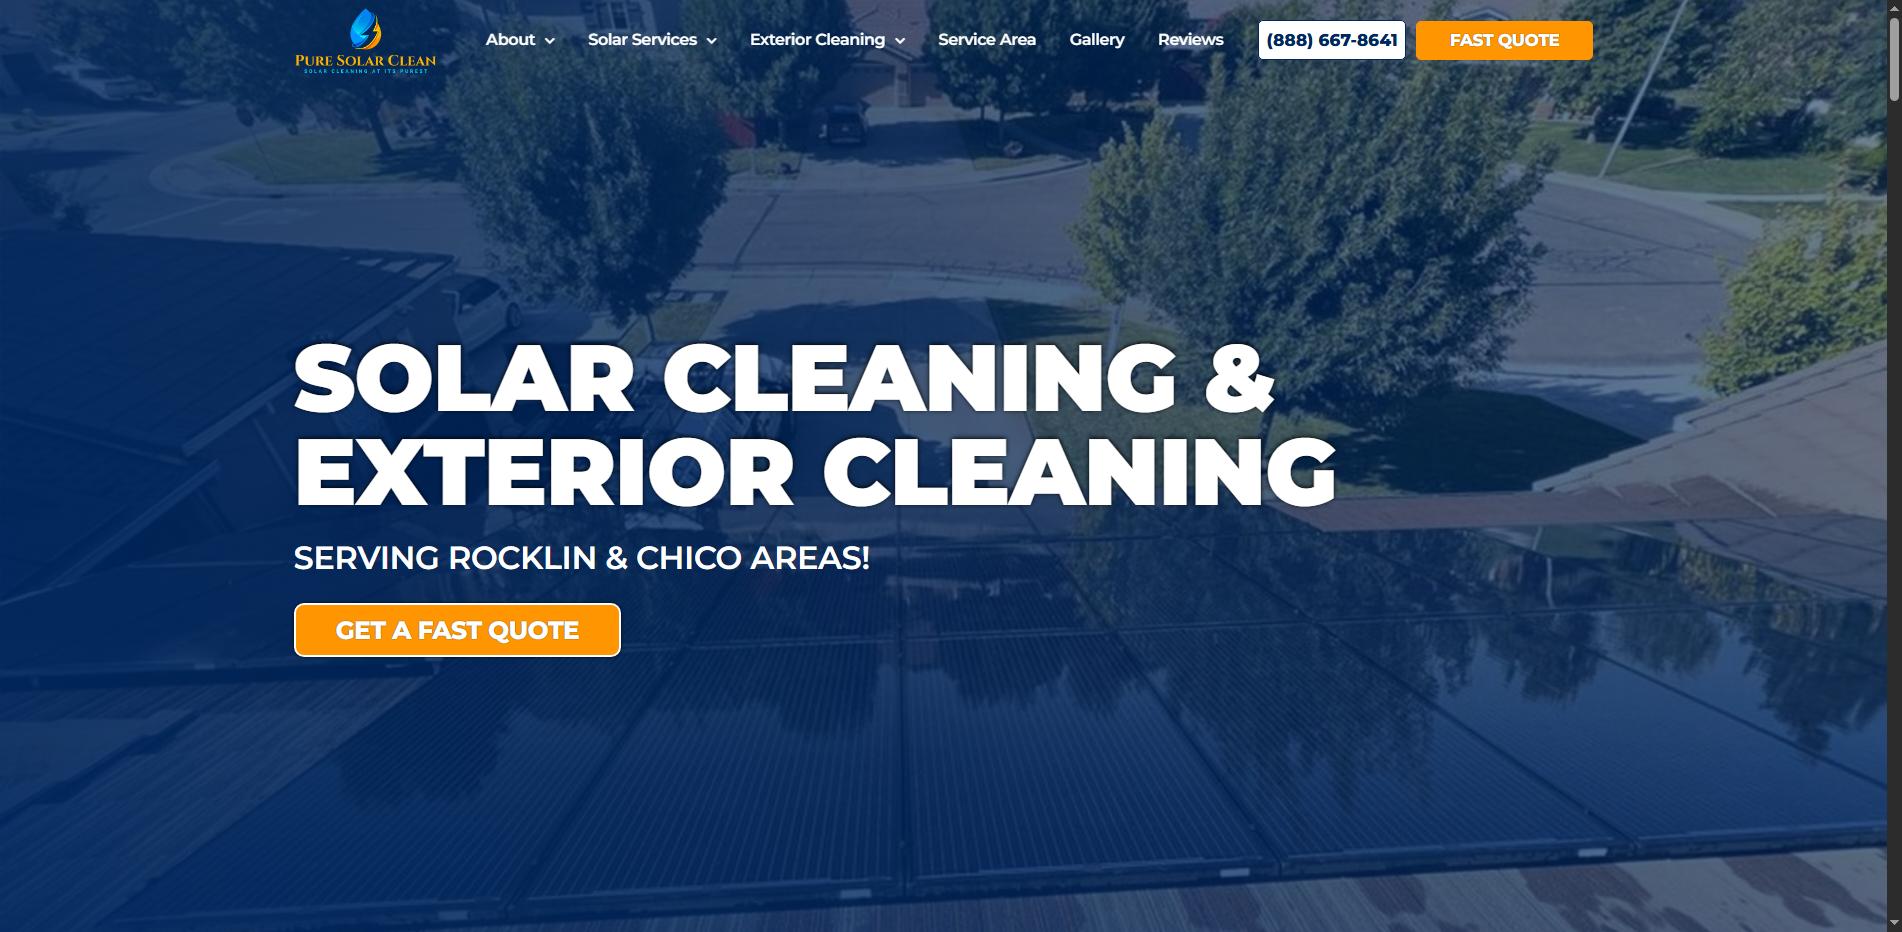 PURE SOLAR CLEAN
SOLAR CLEANING AT ITS PUREST
About
Solar Services
Exterior Cleaning
Service Area
Gallery
Reviews
(888) 667-8641
FAST QUOTE
SOLAR CLEANING &
EXTERIOR CLEANING
SERVING ROCKLIN & CHICO AREAS!
GET A FAST QUOTE